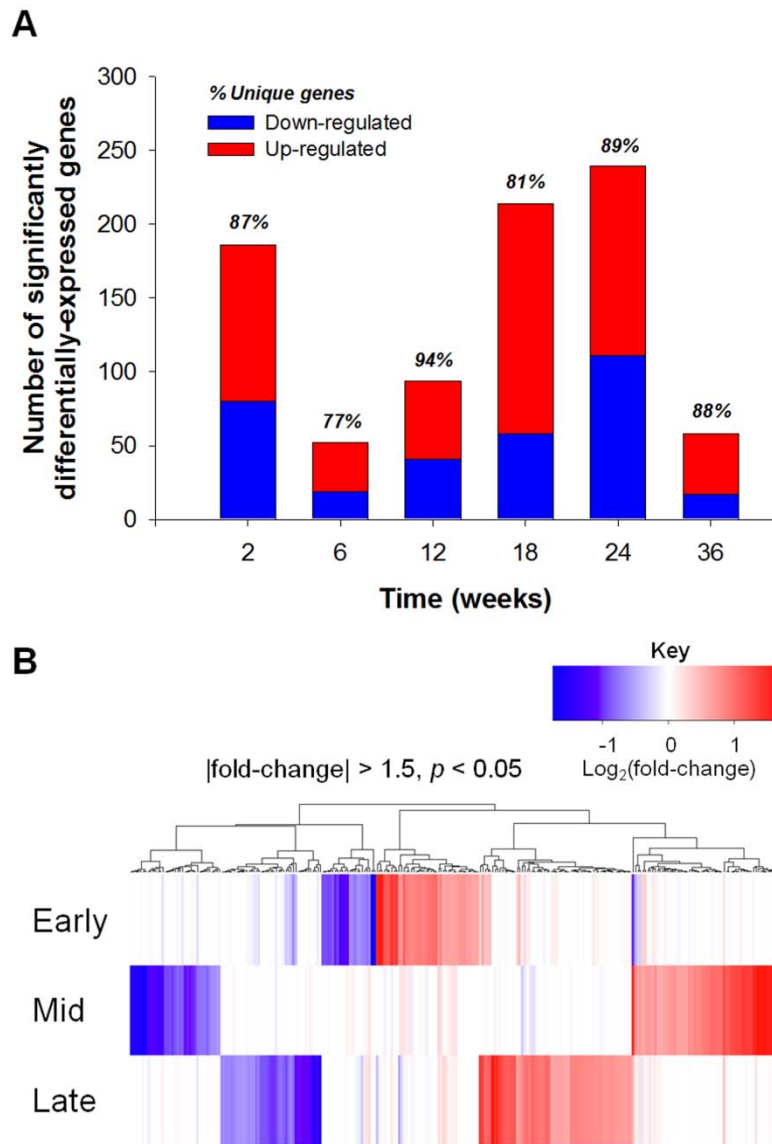 A
Number of significantly
differentially-expressed genes
300
250
200
150
100
50
0
% Unique genes
Down-regulated
Up-regulated
87%
77%
94%
81%
89%
88%
2 6 12 18 24 36
Time (weeks)
B
Key
-1 0 1
Log₂(fold-change)
|fold-change| > 1.5, p < 0.05
Early
Mid
Late